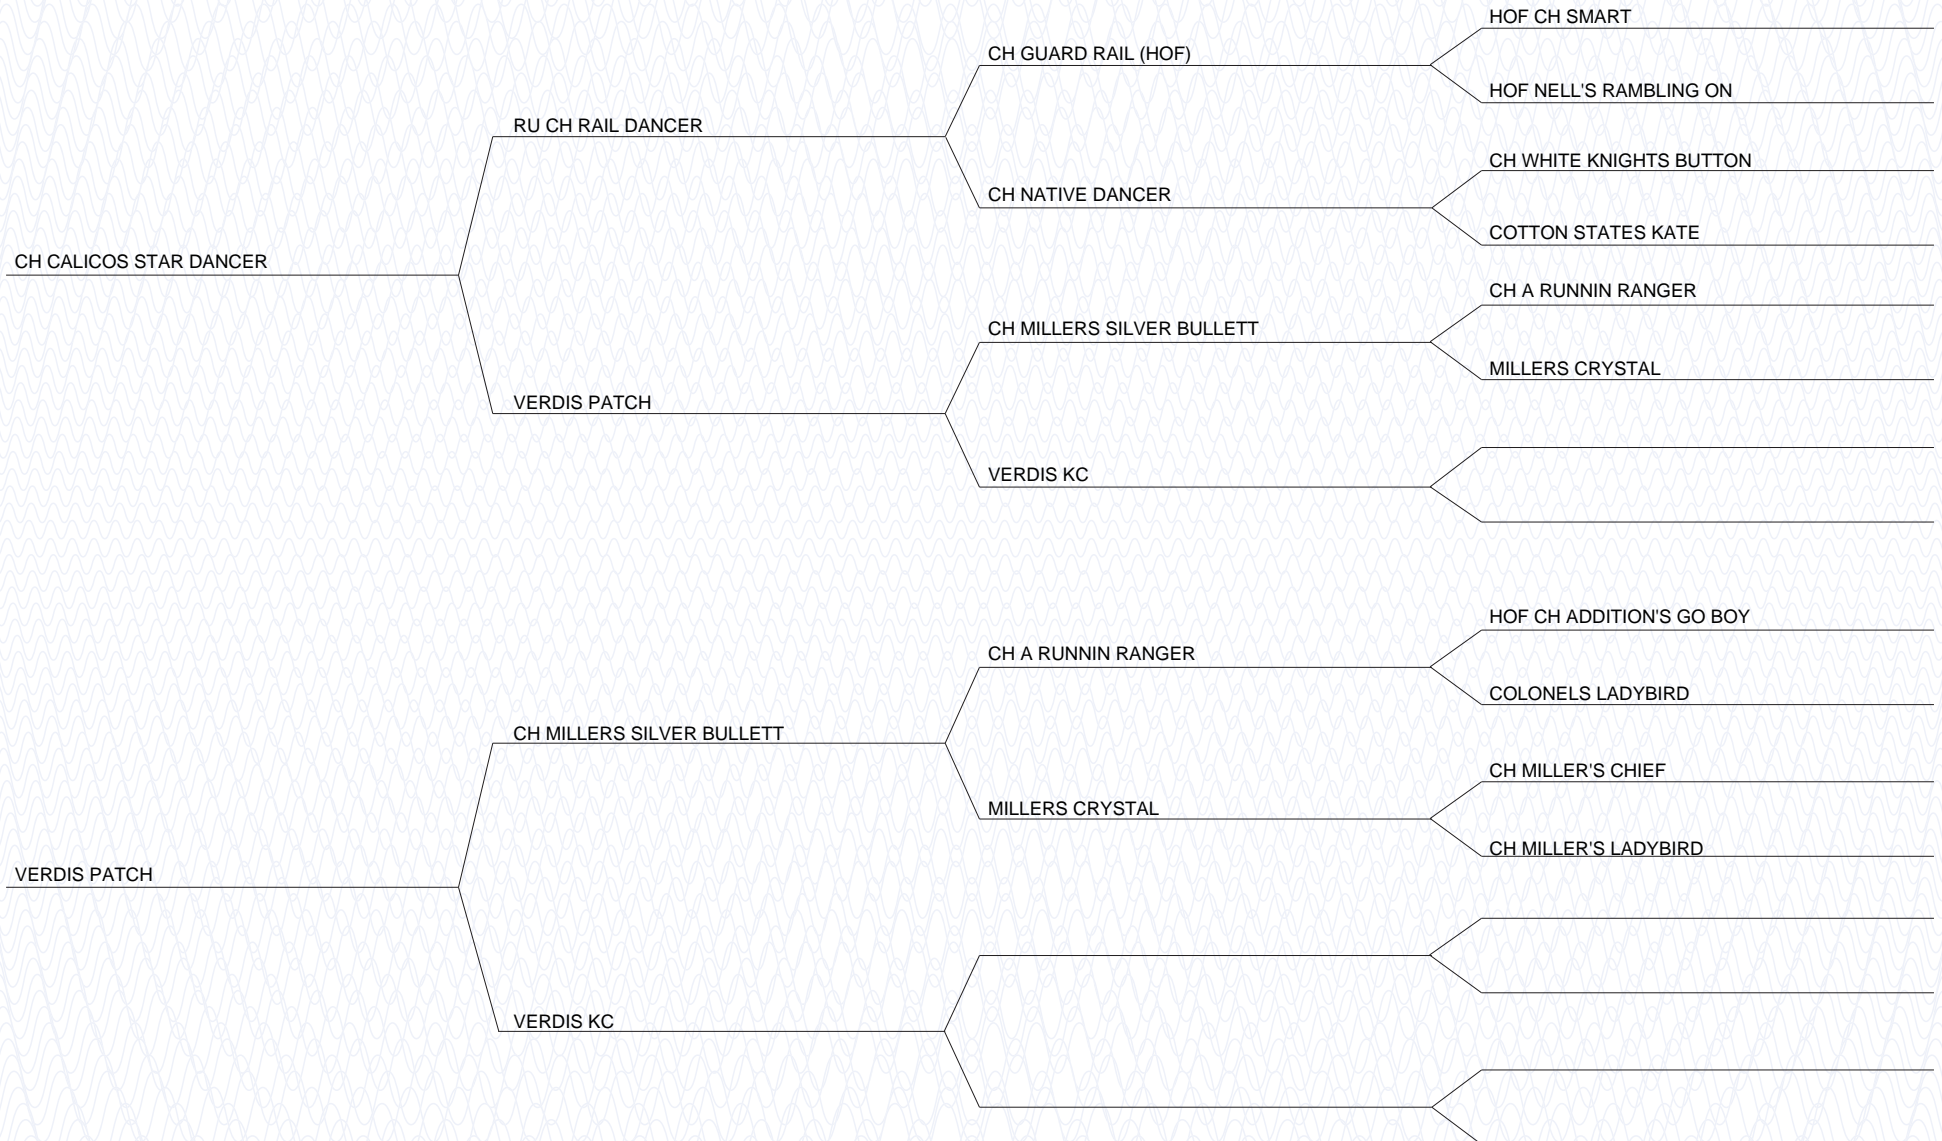 HOF CH SMART
CH GUARD RAIL (HOF)
HOF NELL'S RAMBLING ON
RU CH RAIL DANCER
CH WHITE KNIGHTS BUTTON
CH NATIVE DANCER
COTTON STATES KATE
CH CALICOS STAR DANCER
CH A RUNNIN RANGER
CH MILLERS SILVER BULLETT
MILLERS CRYSTAL
VERDIS PATCH
VERDIS KC
HOF CH ADDITION'S GO BOY
CH A RUNNIN RANGER
COLONELS LADYBIRD
CH MILLERS SILVER BULLETT
CH MILLER'S CHIEF
MILLERS CRYSTAL
CH MILLER'S LADYBIRD
VERDIS PATCH
VERDIS KC